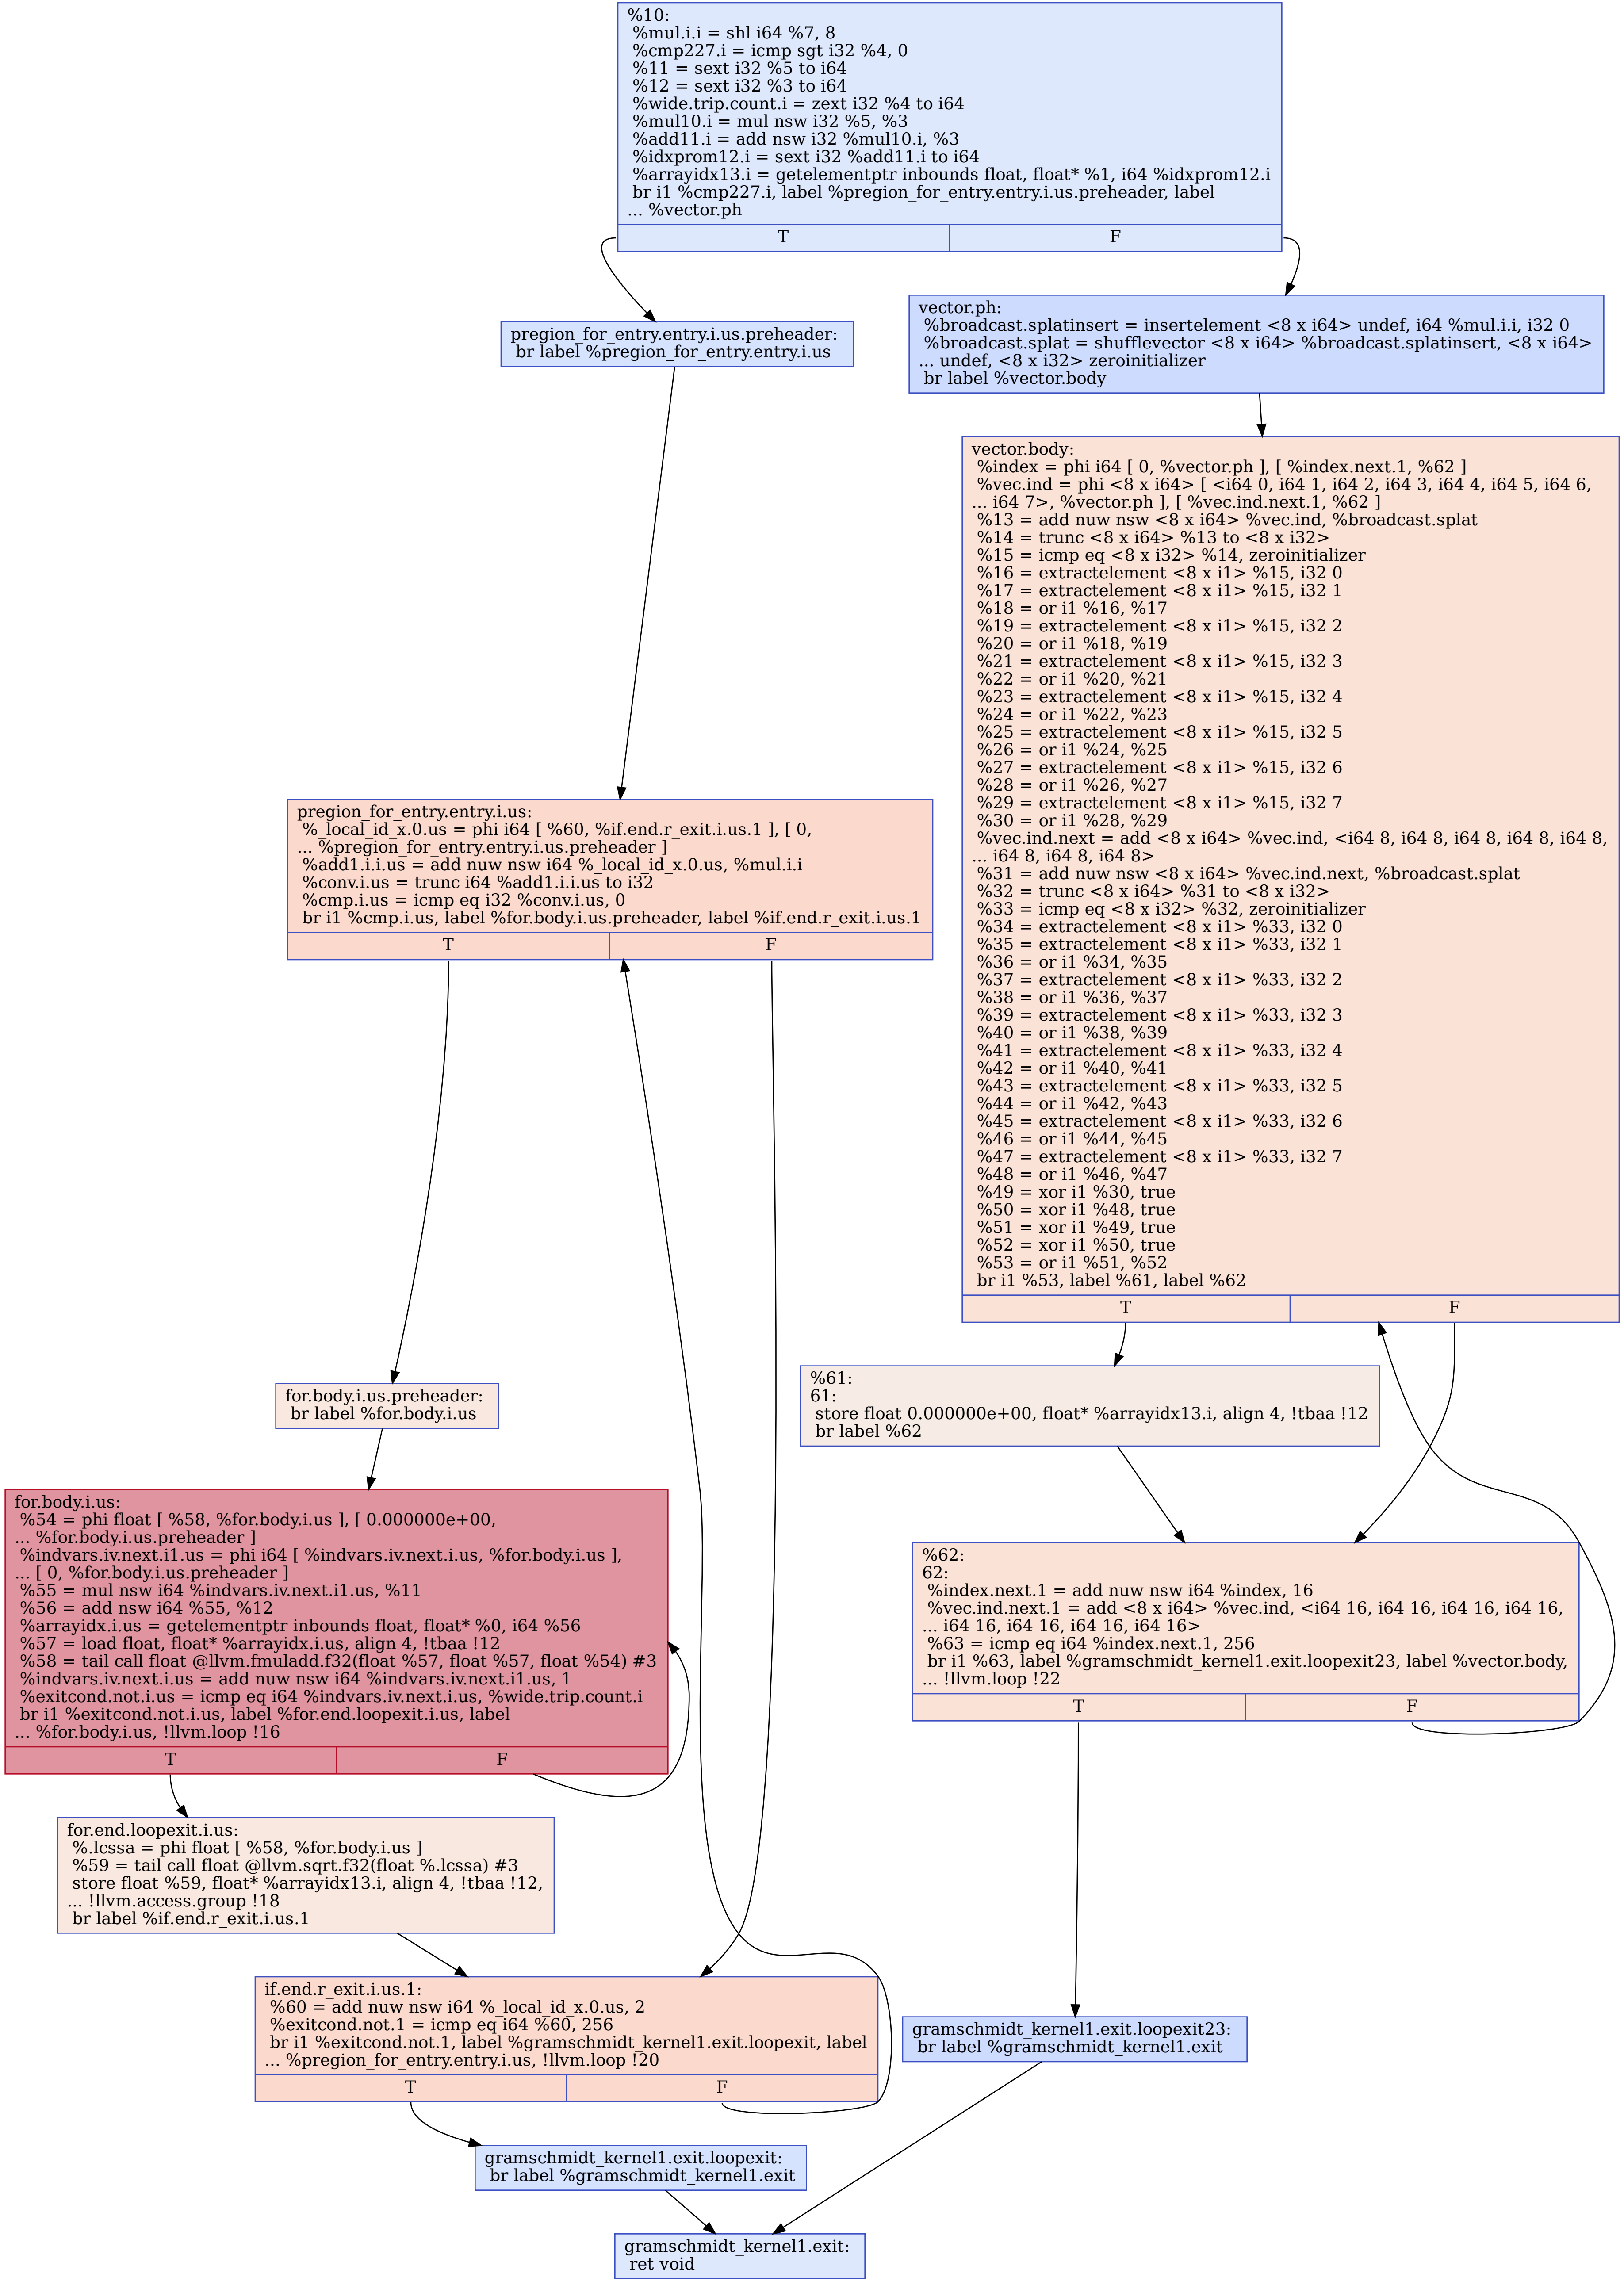 %10:
%mul.i.i = shl i64 %7, 8
%cmp227.i = icmp sgt i32 %4, 0
%11 = sext i32 %5 to i64
%12 = sext i32 %3 to i64
%wide.trip.count.i = zext i32 %4 to i64
%mul10.i = mul nsw i32 %5, %3
%add11.i = add nsw i32 %mul10.i, %3
%idxprom12.i = sext i32 %add11.i to i64
%arrayidx13.i = getelementptr inbounds float, float* %1, i64 %idxprom12.i
br i1 %cmp227.i, label %pregion_for_entry.entry.i.us.preheader, label
... %vector.ph
T
F
pregion_for_entry.entry.i.us.preheader:
br label %pregion_for_entry.entry.i.us
vector.ph:
%broadcast.splatinsert = insertelement <8 x i64> undef, i64 %mul.i.i, i32 0
%broadcast.splat = shufflevector <8 x i64> %broadcast.splatinsert, <8 x i64>
... undef, <8 x i32> zeroinitializer
br label %vector.body
vector.body:
%index = phi i64 [ 0, %vector.ph ], [ %index.next.1, %62 ]
%vec.ind = phi <8 x i64> [ <i64 0, i64 1, i64 2, i64 3, i64 4, i64 5, i64 6,
... i64 7>, %vector.ph ], [ %vec.ind.next.1, %62 ]
%13 = add nuw nsw <8 x i64> %vec.ind, %broadcast.splat
%14 = trunc <8 x i64> %13 to <8 x i32>
%15 = icmp eq <8 x i32> %14, zeroinitializer
%16 = extractelement <8 x i1> %15, i32 0
%17 = extractelement <8 x i1> %15, i32 1
%18 = or i1 %16, %17
%19 = extractelement <8 x i1> %15, i32 2
%20 = or i1 %18, %19
%21 = extractelement <8 x i1> %15, i32 3
%22 = or i1 %20, %21
%23 = extractelement <8 x i1> %15, i32 4
%24 = or i1 %22, %23
%25 = extractelement <8 x i1> %15, i32 5
%26 = or i1 %24, %25
%27 = extractelement <8 x i1> %15, i32 6
%28 = or i1 %26, %27
%29 = extractelement <8 x i1> %15, i32 7
%30 = or i1 %28, %29
%vec.ind.next = add <8 x i64> %vec.ind, <i64 8, i64 8, i64 8, i64 8, i64 8,
... i64 8, i64 8, i64 8>
%31 = add nuw nsw <8 x i64> %vec.ind.next, %broadcast.splat
%32 = trunc <8 x i64> %31 to <8 x i32>
%33 = icmp eq <8 x i32> %32, zeroinitializer
%34 = extractelement <8 x i1> %33, i32 0
%35 = extractelement <8 x i1> %33, i32 1
%36 = or i1 %34, %35
%37 = extractelement <8 x i1> %33, i32 2
%38 = or i1 %36, %37
%39 = extractelement <8 x i1> %33, i32 3
%40 = or i1 %38, %39
%41 = extractelement <8 x i1> %33, i32 4
%42 = or i1 %40, %41
%43 = extractelement <8 x i1> %33, i32 5
%44 = or i1 %42, %43
%45 = extractelement <8 x i1> %33, i32 6
%46 = or i1 %44, %45
%47 = extractelement <8 x i1> %33, i32 7
%48 = or i1 %46, %47
%49 = xor i1 %30, true
%50 = xor i1 %48, true
%51 = xor i1 %49, true
%52 = xor i1 %50, true
%53 = or i1 %51, %52
br i1 %53, label %61, label %62
T
F
pregion_for_entry.entry.i.us:
%_local_id_x.0.us = phi i64 [ %60, %if.end.r_exit.i.us.1 ], [ 0,
... %pregion_for_entry.entry.i.us.preheader ]
%add1.i.i.us = add nuw nsw i64 %_local_id_x.0.us, %mul.i.i
%conv.i.us = trunc i64 %add1.i.i.us to i32
%cmp.i.us = icmp eq i32 %conv.i.us, 0
br i1 %cmp.i.us, label %for.body.i.us.preheader, label %if.end.r_exit.i.us.1
T
F
%61:
61:
store float 0.000000e+00, float* %arrayidx13.i, align 4, !tbaa !12
br label %62
for.body.i.us.preheader:
br label %for.body.i.us
for.body.i.us:
%54 = phi float [ %58, %for.body.i.us ], [ 0.000000e+00,
... %for.body.i.us.preheader ]
%indvars.iv.next.i1.us = phi i64 [ %indvars.iv.next.i.us, %for.body.i.us ],
... [ 0, %for.body.i.us.preheader ]
%55 = mul nsw i64 %indvars.iv.next.i1.us, %11
%56 = add nsw i64 %55, %12
%arrayidx.i.us = getelementptr inbounds float, float* %0, i64 %56
%57 = load float, float* %arrayidx.i.us, align 4, !tbaa !12
%58 = tail call float @llvm.fmuladd.f32(float %57, float %57, float %54) #3
%indvars.iv.next.i.us = add nuw nsw i64 %indvars.iv.next.i1.us, 1
%exitcond.not.i.us = icmp eq i64 %indvars.iv.next.i.us, %wide.trip.count.i
br i1 %exitcond.not.i.us, label %for.end.loopexit.i.us, label
... %for.body.i.us, !llvm.loop !16
T
F
%62:
62:
%index.next.1 = add nuw nsw i64 %index, 16
%vec.ind.next.1 = add <8 x i64> %vec.ind, <i64 16, i64 16, i64 16, i64 16,
... i64 16, i64 16, i64 16, i64 16>
%63 = icmp eq i64 %index.next.1, 256
br i1 %63, label %gramschmidt_kernel1.exit.loopexit23, label %vector.body,
... !llvm.loop !22
T
F
for.end.loopexit.i.us:
%.lcssa = phi float [ %58, %for.body.i.us ]
%59 = tail call float @llvm.sqrt.f32(float %.lcssa) #3
store float %59, float* %arrayidx13.i, align 4, !tbaa !12,
... !llvm.access.group !18
br label %if.end.r_exit.i.us.1
if.end.r_exit.i.us.1:
%60 = add nuw nsw i64 %_local_id_x.0.us, 2
%exitcond.not.1 = icmp eq i64 %60, 256
br i1 %exitcond.not.1, label %gramschmidt_kernel1.exit.loopexit, label
... %pregion_for_entry.entry.i.us, !llvm.loop !20
T
F
gramschmidt_kernel1.exit.loopexit23:
br label %gramschmidt_kernel1.exit
gramschmidt_kernel1.exit.loopexit:
br label %gramschmidt_kernel1.exit
gramschmidt_kernel1.exit:
ret void